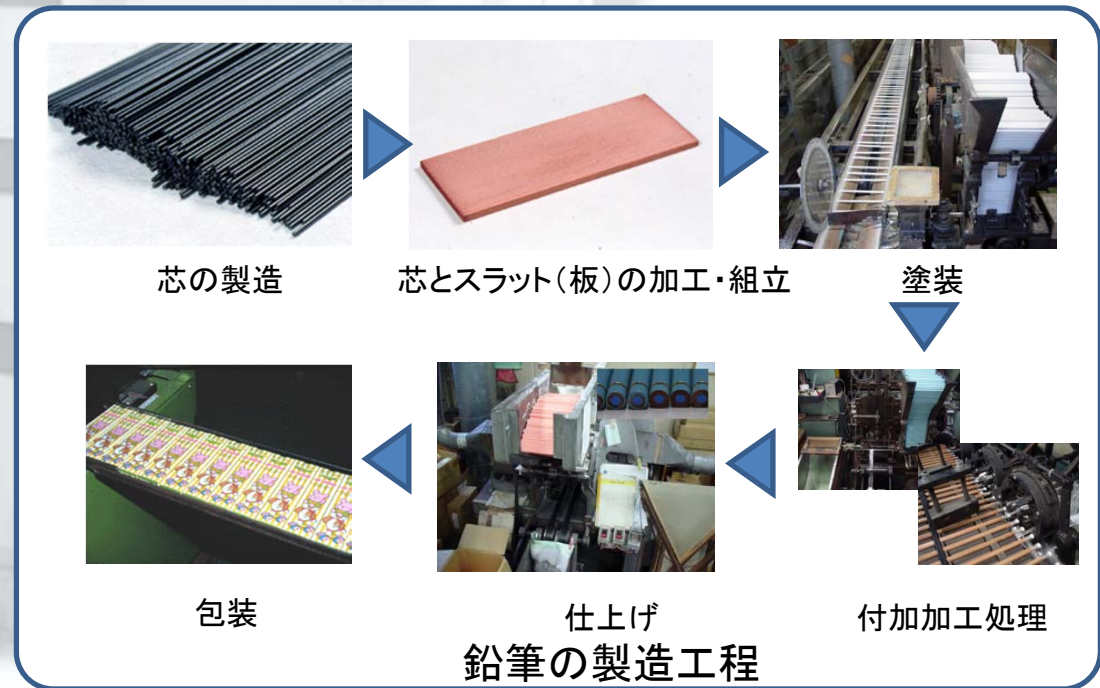 芯の製造
芯とスラット(板)の加工・組立
塗装
付加加工処理
仕上げ
包装
鉛筆の製造工程